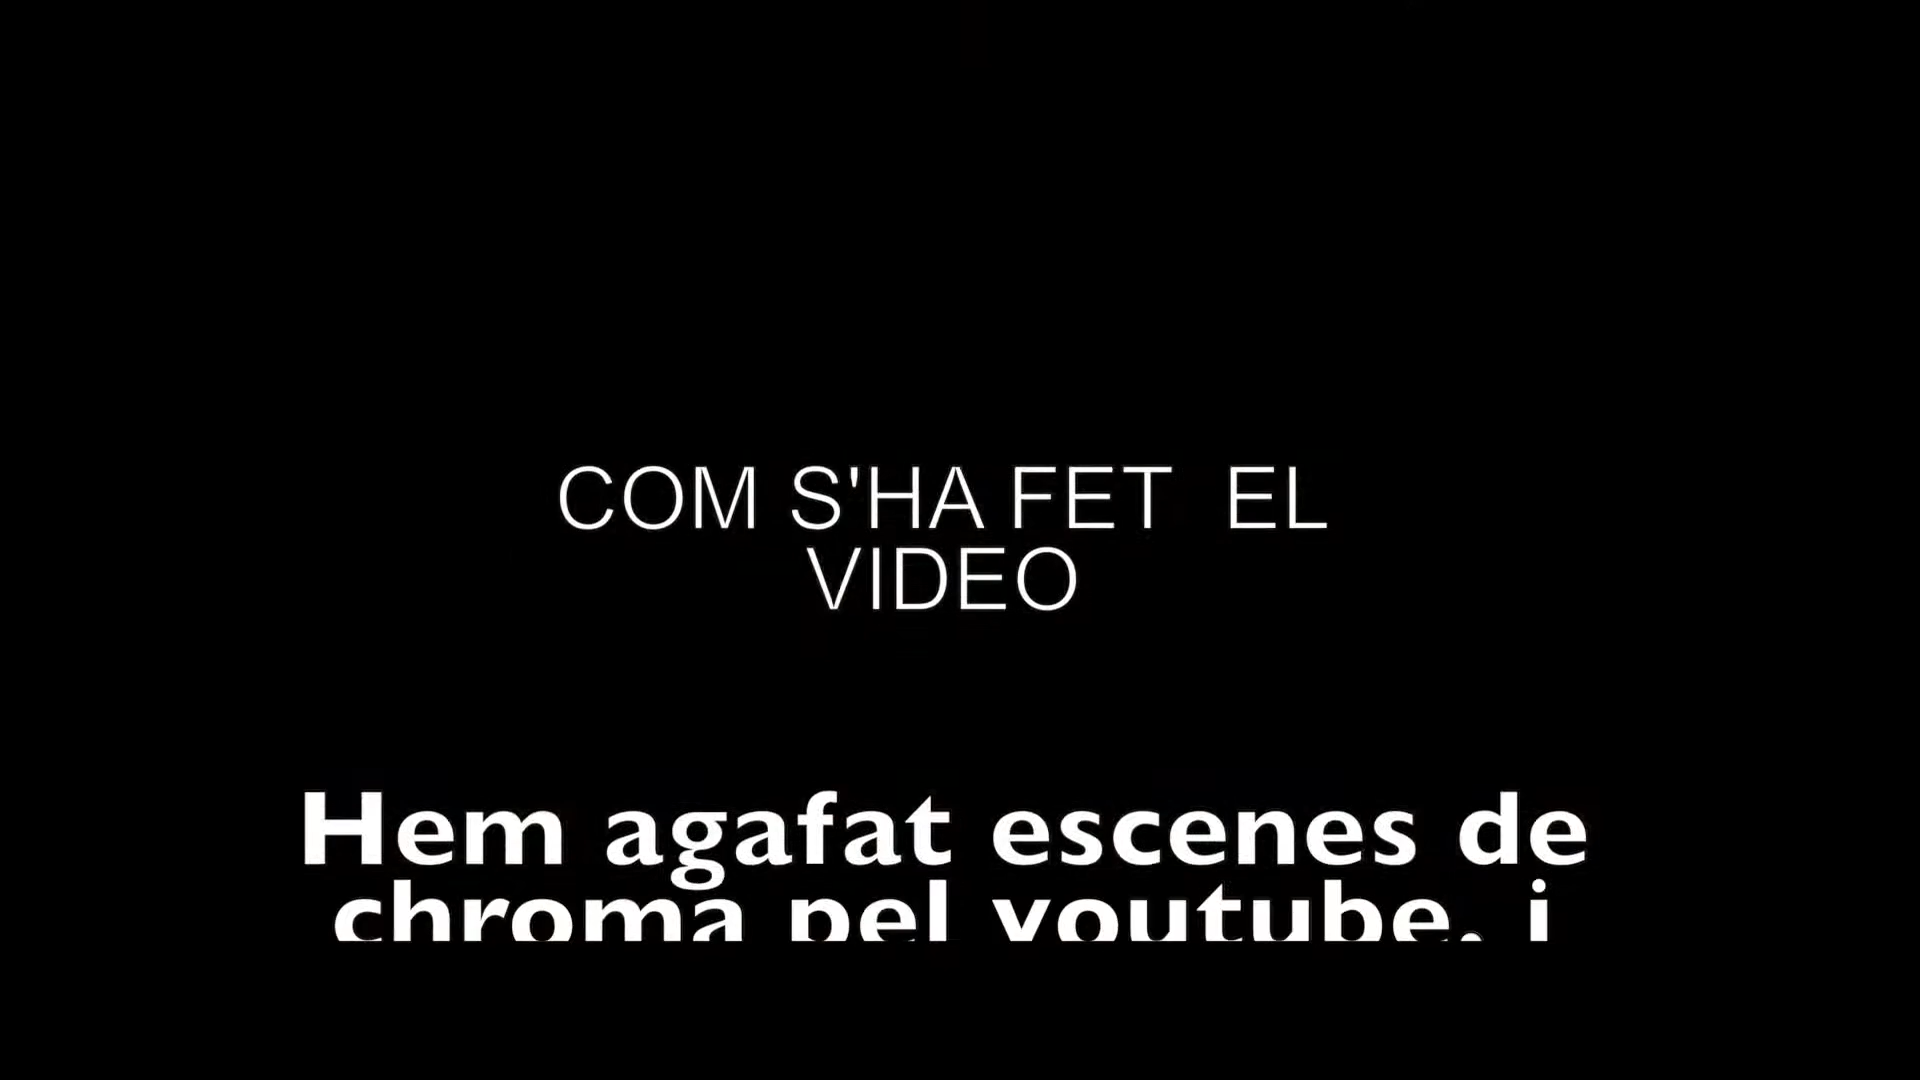 COM S'HA FET  EL
VIDEO
Hem agafat escenes de
chroma pel youtube, i